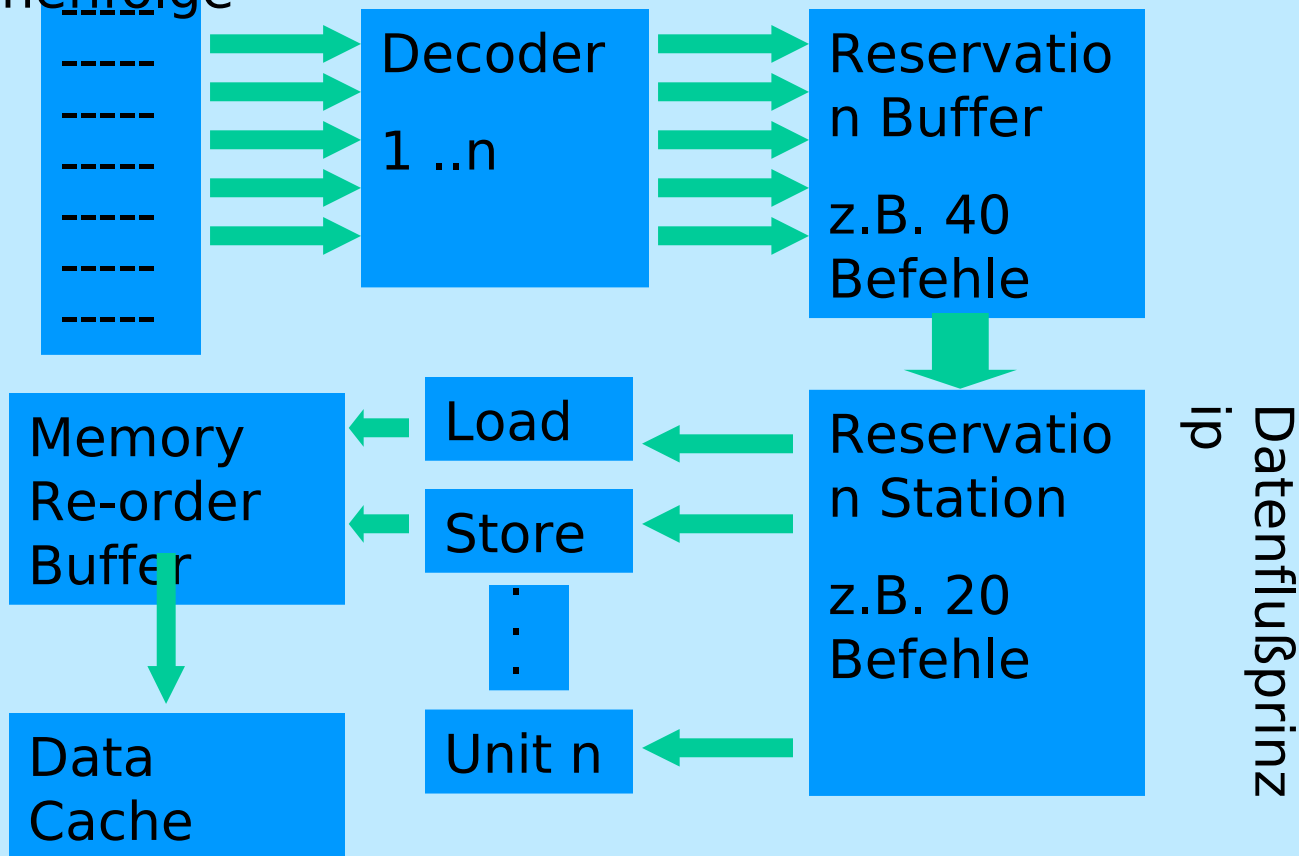 -----
-----
-----
-----
-----
-----
-----
Decoder
1 ..n
Reservatio
n Buffer
z.B. 40
Befehle
Memory
Re-order
Buffer
Load
Store
.
.
.
Unit n
Reservatio
n Station
z.B. 20
Befehle
Datenflußprinz
ip
Data
Cache